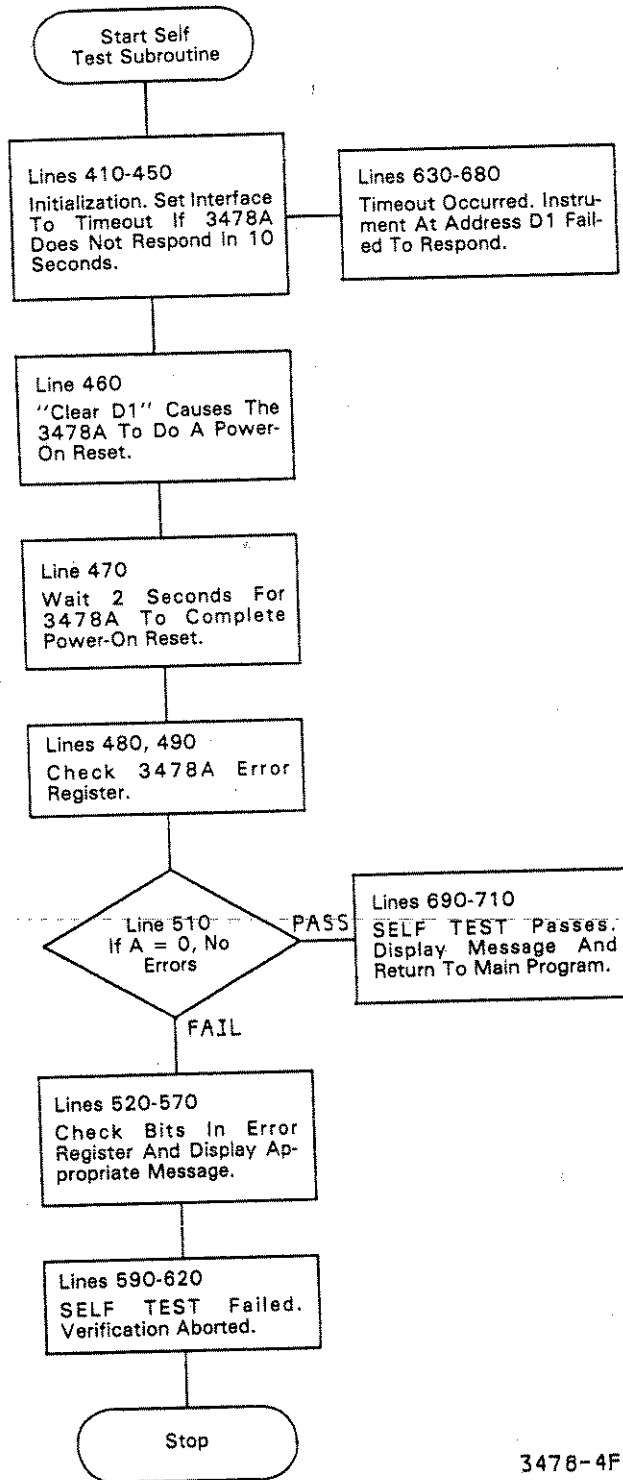 Start Self
Test Subroutine
Lines 410-450
Initialization. Set Interface
To Timeout If 3478A
Does Not Respond In 10
Seconds.
Lines 630-680
Timeout Occurred. Instru-
ment At Address D1 Fail-
ed To Respond.
Line 460
''Clear D1'' Causes The
3478A To Do A Power-
On Reset.
Line 470
Wait 2 Seconds For
3478A To Complete
Power-On Reset.
Lines 480, 490
Check 3478A Error
Register.
Line 510
If A = 0, No
Errors
PASS
Lines 690-710
SELF TEST Passes.
Display Message And
Return To Main Program.
FAIL
Lines 520-570
Check Bits In Error
Register And Display Ap-
propriate Message.
Lines 590-620
SELF TEST Failed.
Verification Aborted.
Stop
3478-4F